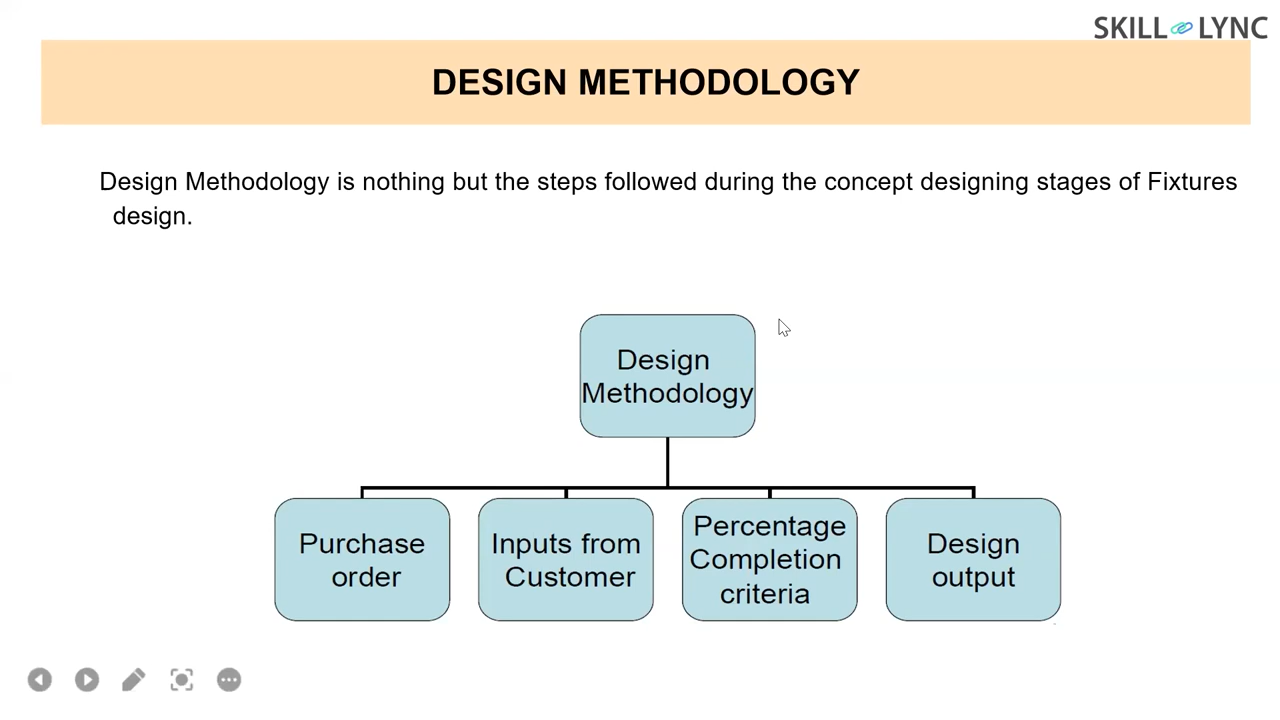 SKILL LYNC
DESIGN METHODOLOGY
Design Methodology is nothing but the steps followed during the concept designing stages of Fixtures
design.
Design
Methodology
Purchase
order
Inputs from
Customer
Percentage
Completion
criteria
Design
output